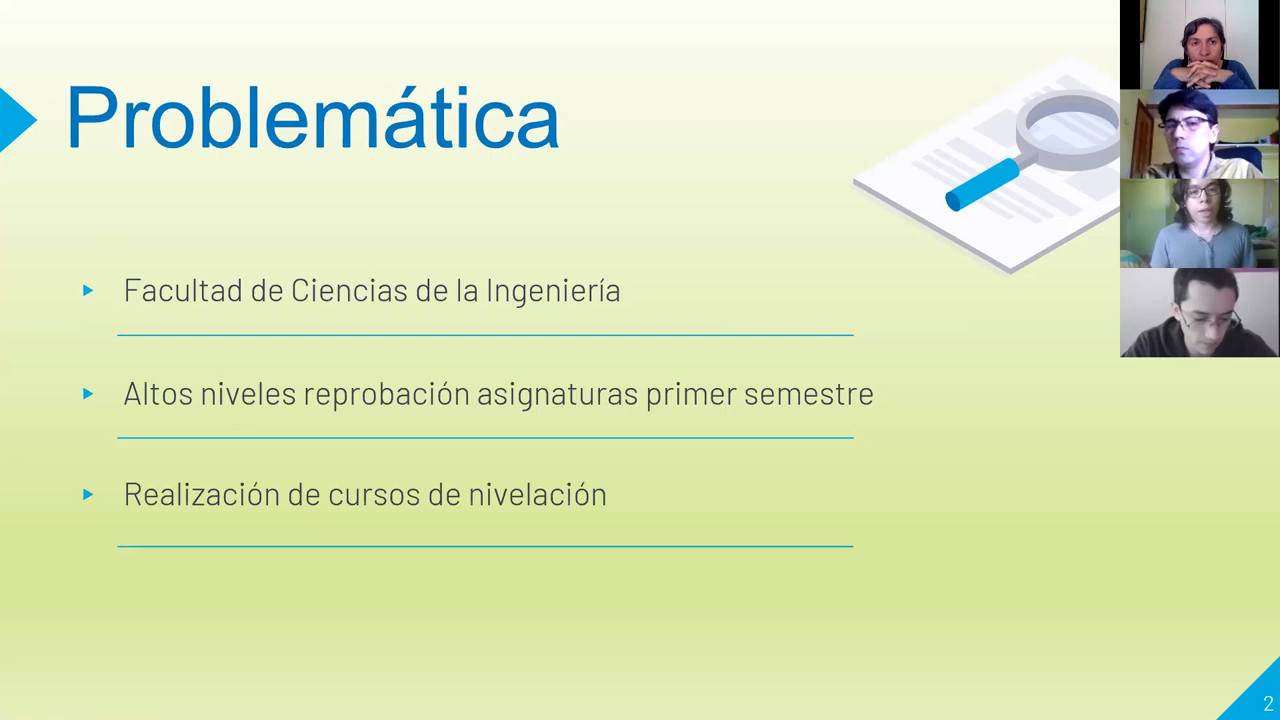 Problemática
Facultad de Ciencias de la Ingeniería
Altos niveles reprobación asignaturas primer semestre
Realización de cursos de nivelación
2